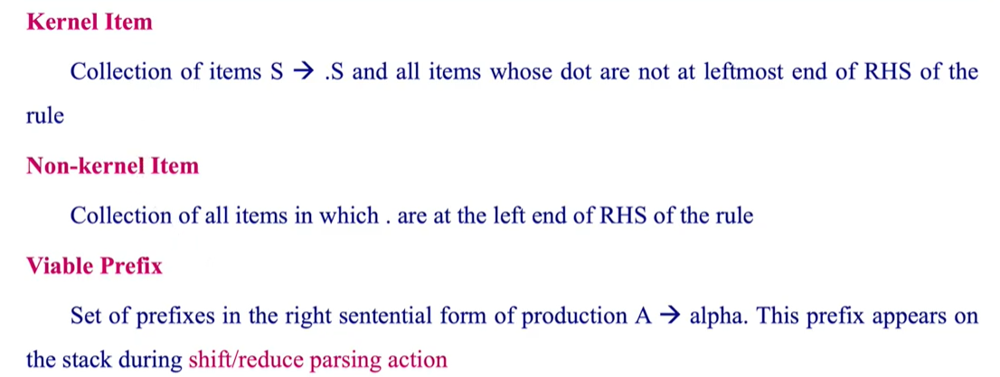 Kernel Item
Collection of items S → .S and all items whose dot are not at leftmost end of RHS of the
rule
Non-kernel Item
Collection of all items in which . are at the left end of RHS of the rule
Viable Prefix
Set of prefixes in the right sentential form of production A → alpha. This prefix appears on
the stack during shift/reduce parsing action